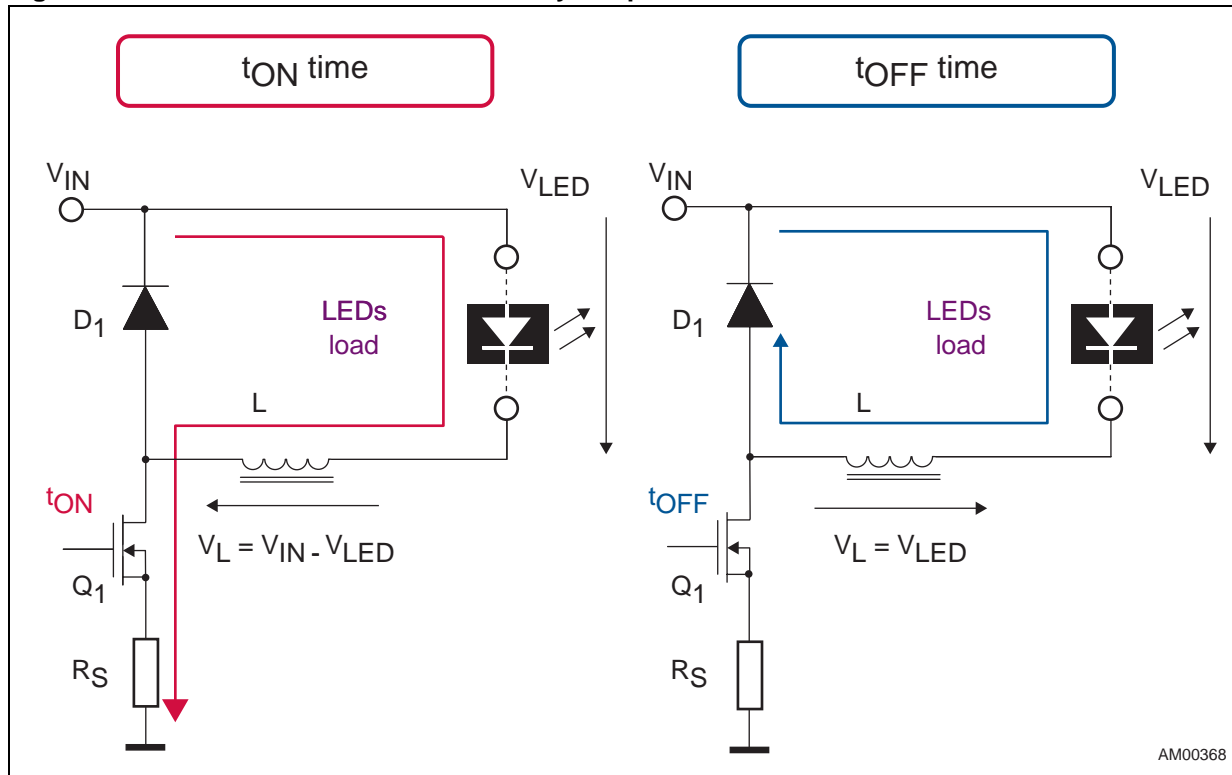 tON time
tOFF time
VIN
VLED
D1
LEDs
load
L
tON
VL = VIN - VLED
Q1
RS
VIN
VLED
D1
LEDs
load
L
tOFF
VL = VLED
Q1
RS
AM00368